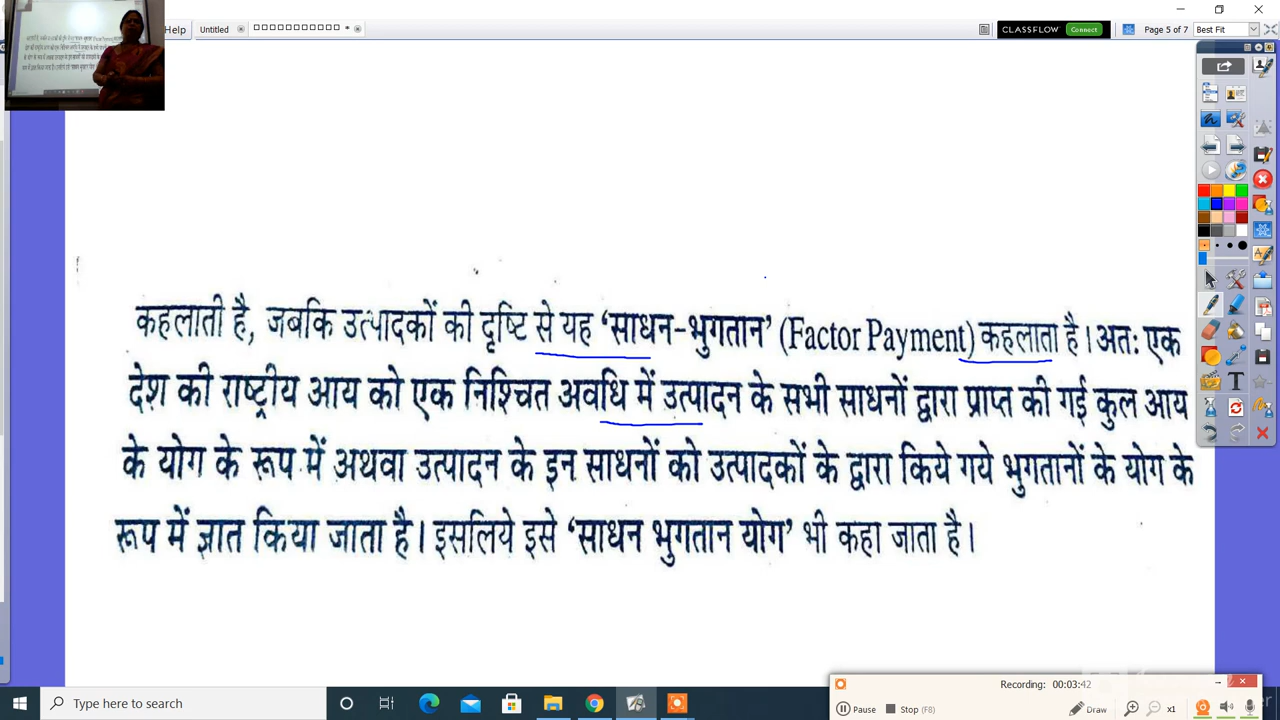 Help
Untitled
CLASSFLOW Connect
Page 5 of 7
Best Fit
कहलाती है, जबकि उत्पादकों की दृष्टि से यह 'साधन-भुगतान' (Factor Payment) कहलाता है। अतः एक
देश की राष्ट्रीय आय को एक निश्चित अवधि में उत्पादन के सभी साधनों द्वारा प्राप्त की गई कुल आय
के योग के रूप में अथवा उत्पादन के इन साधनों को उत्पादकों के द्वारा किये गये भुगतानों के योग के
रूप में ज्ञात किया जाता है। इसलिये इसे 'साधन भुगतान योग' भी कहा जाता है।
Recording: 00:03:42
Pause
Stop (F8)
Draw
x1
Type here to search